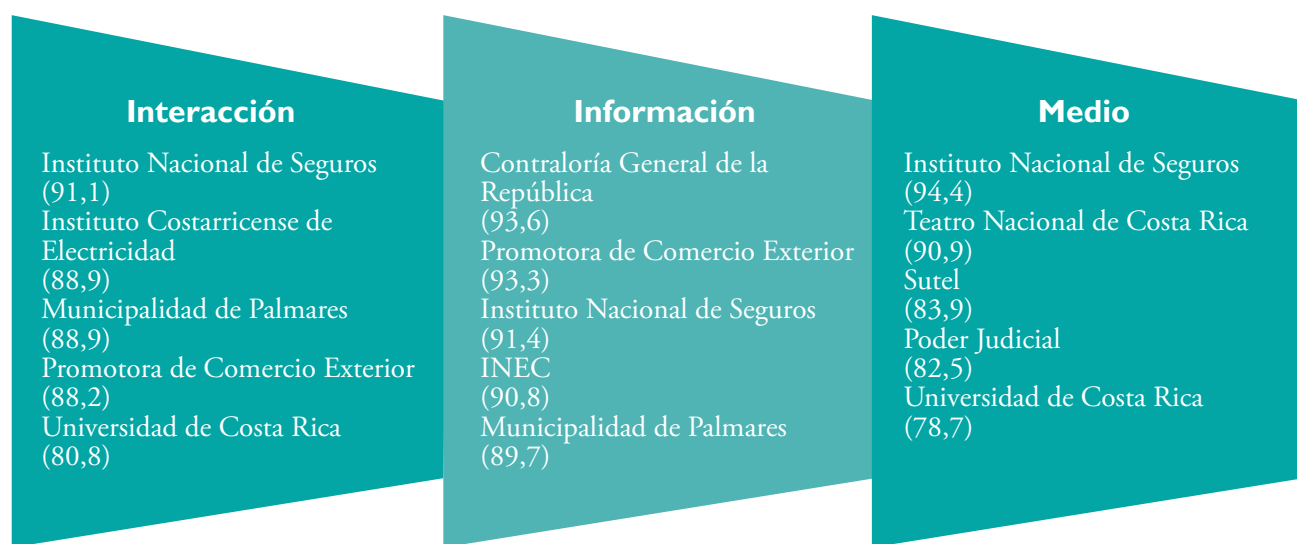 Interacción
Instituto Nacional de Seguros
(91,1)
Instituto Costarricense de
Electricidad
(88,9)
Municipalidad de Palmares
(88,9)
Promotora de Comercio Exterior
(88,2)
Universidad de Costa Rica
(80,8)
Información
Contraloría General de la
República
(93,6)
Promotora de Comercio Exterior
(93,3)
Instituto Nacional de Seguros
(91,4)
INEC
(90,8)
Municipalidad de Palmares
(89,7)
Medio
Instituto Nacional de Seguros
(94,4)
Teatro Nacional de Costa Rica
(90,9)
Sutel
(83,9)
Poder Judicial
(82,5)
Universidad de Costa Rica
(78,7)